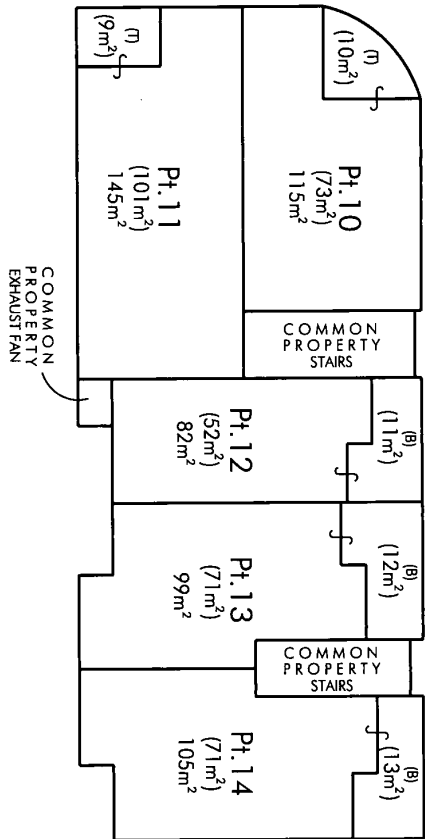 (T)
(9m²)
(T)
(10m²)
Pt.10
(73m²)
115m²
Pt.11
(101m²)
145m²
COMMON
PROPERTY
STAIRS
COMMON
PROPERTY
EXHAUST FAN
(B)
(11m²)
Pt.12
(52m²)
82m²
(B)
(12m²)
Pt.13
(71m²)
99m²
COMMON
PROPERTY
STAIRS
(B)
(13m²)
Pt.14
(71m²)
105m²